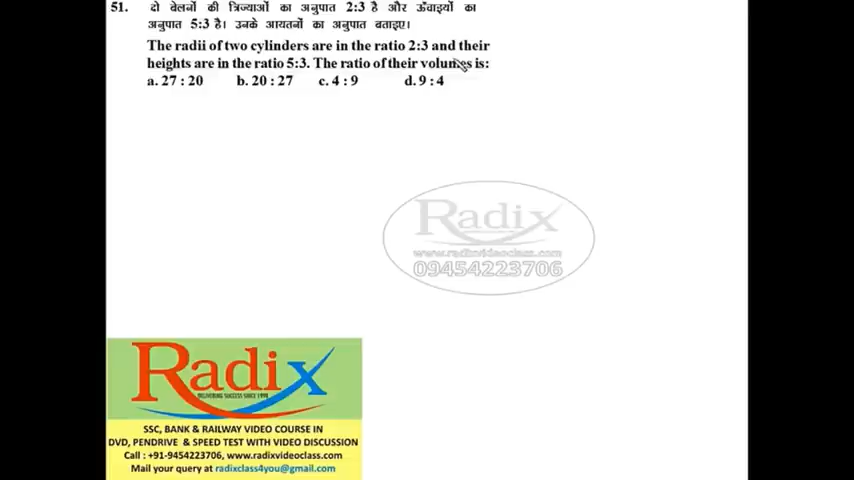 51. दो बेलनों की त्रिज्याओं का अनुपात 2:3 है और ऊँचाइयों का
अनुपात 5:3 है। उनके आयतनों का अनुपात बताइए।
The radii of two cylinders are in the ratio 2:3 and their
heights are in the ratio 5:3. The ratio of their volumes is:
a. 27 : 20 b. 20 : 27 c. 4 : 9 d. 9 : 4
Radix
www.radixvideoclass.com
09454223706
Radix
DELIVERING SUCCESS SINCE 1998
SSC, BANK & RAILWAY VIDEO COURSE IN
DVD, PENDRIVE & SPEED TEST WITH VIDEO DISCUSSION
Call : +91-9454223706, www.radixvideoclass.com
Mail your query at radixclass4you@gmail.com